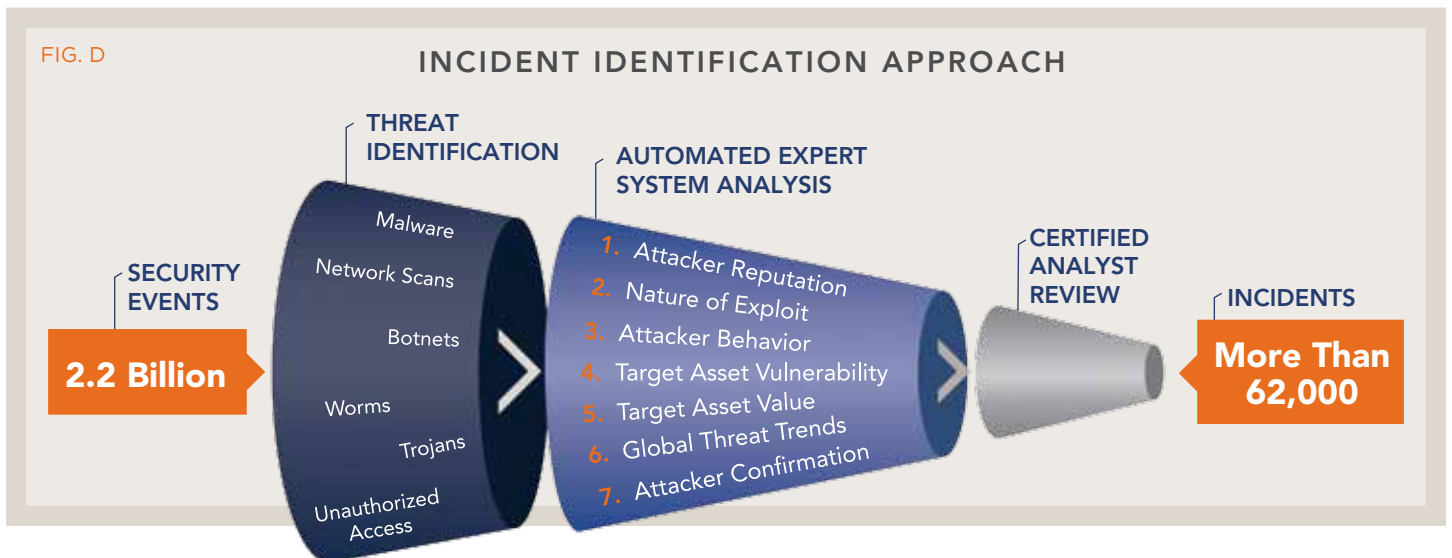 FIG. D
INCIDENT IDENTIFICATION APPROACH
SECURITY
EVENTS
2.2 Billion
THREAT
IDENTIFICATION
Malware
Network Scans
Botnets
Worms
Trojans
Unauthorized
Access
AUTOMATED EXPERT
SYSTEM ANALYSIS
1. Attacker Reputation
2. Nature of Exploit
3. Attacker Behavior
4. Target Asset Vulnerability
5. Target Asset Value
6. Global Threat Trends
7. Attacker Confirmation
CERTIFIED
ANALYST
REVIEW
INCIDENTS
More Than
62,000